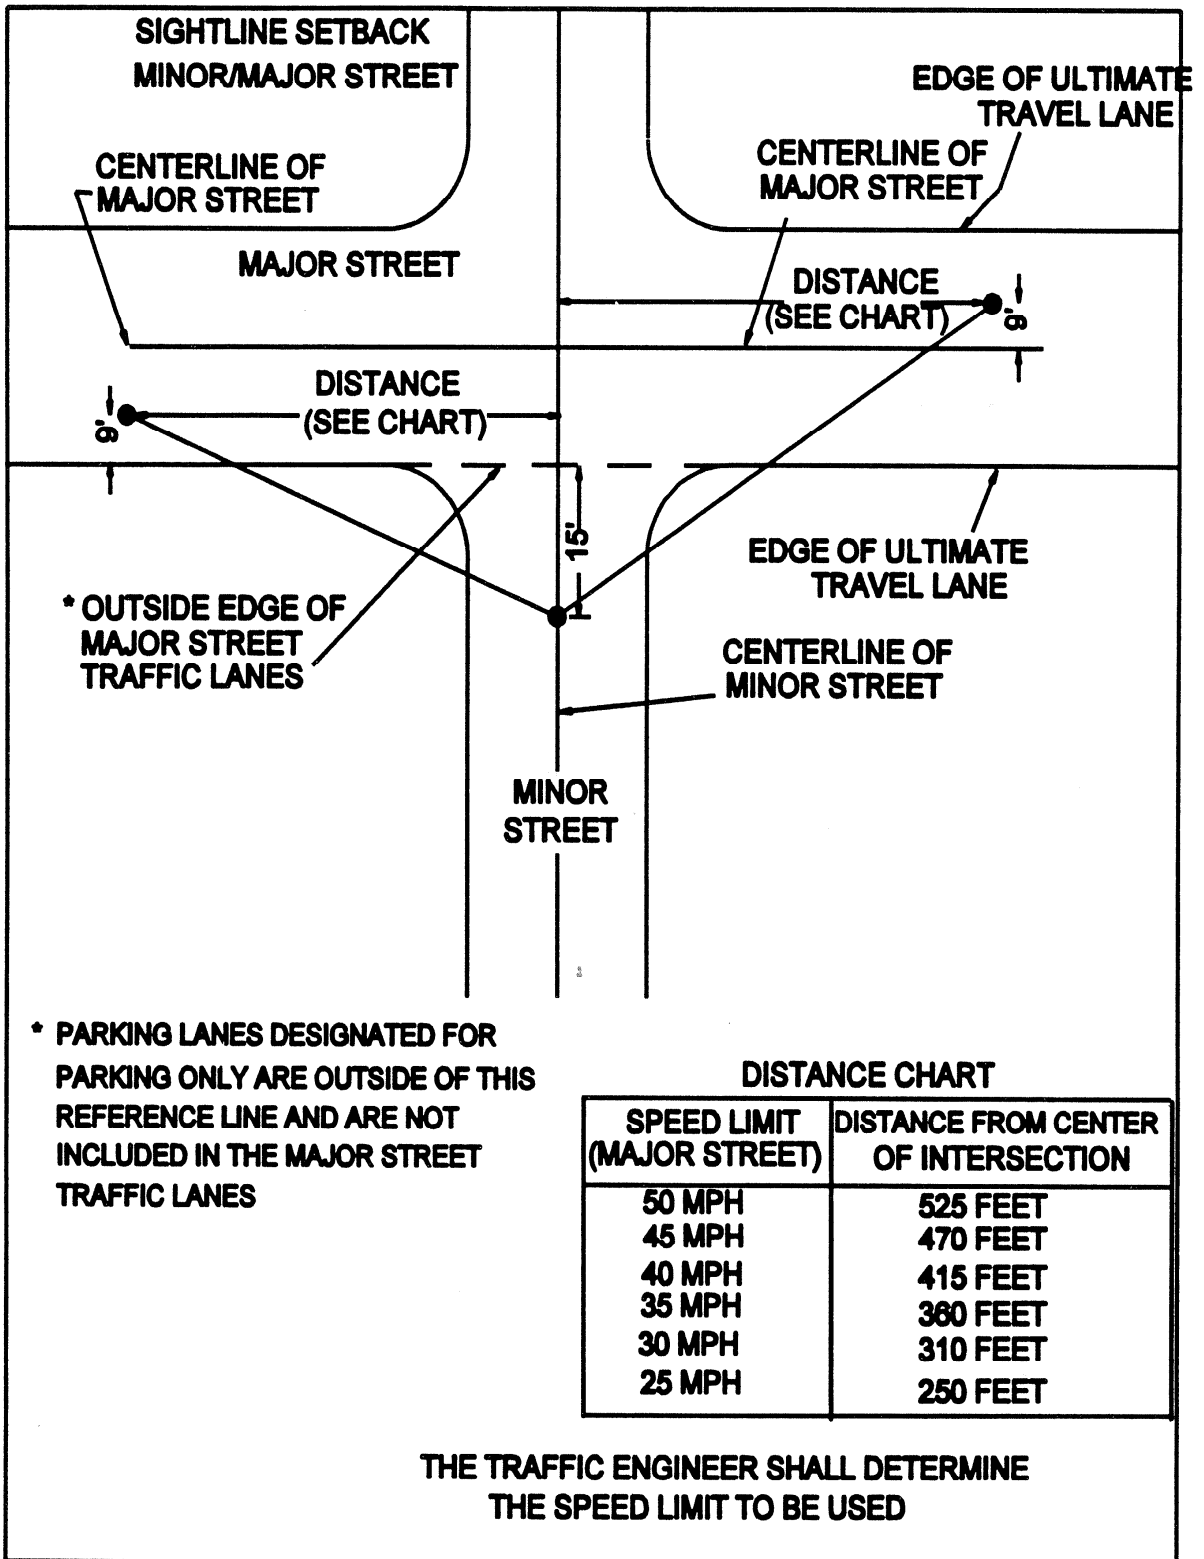 SIGHTLINE SETBACK
MINOR/MAJOR STREET
EDGE OF ULTIMATE
TRAVEL LANE
CENTERLINE OF
MAJOR STREET
CENTERLINE OF
MAJOR STREET
MAJOR STREET
DISTANCE
(SEE CHART)
9'
DISTANCE
(SEE CHART)
9'
15'
EDGE OF ULTIMATE
TRAVEL LANE
* OUTSIDE EDGE OF
MAJOR STREET
TRAFFIC LANES
CENTERLINE OF
MINOR STREET
MINOR
STREET
* PARKING LANES DESIGNATED FOR
PARKING ONLY ARE OUTSIDE OF THIS
REFERENCE LINE AND ARE NOT
INCLUDED IN THE MAJOR STREET
TRAFFIC LANES
DISTANCE CHART
SPEED LIMIT
(MAJOR STREET)
DISTANCE FROM CENTER
OF INTERSECTION
50 MPH 525 FEET
45 MPH 470 FEET
40 MPH 415 FEET
35 MPH 360 FEET
30 MPH 310 FEET
25 MPH 250 FEET
THE TRAFFIC ENGINEER SHALL DETERMINE
THE SPEED LIMIT TO BE USED